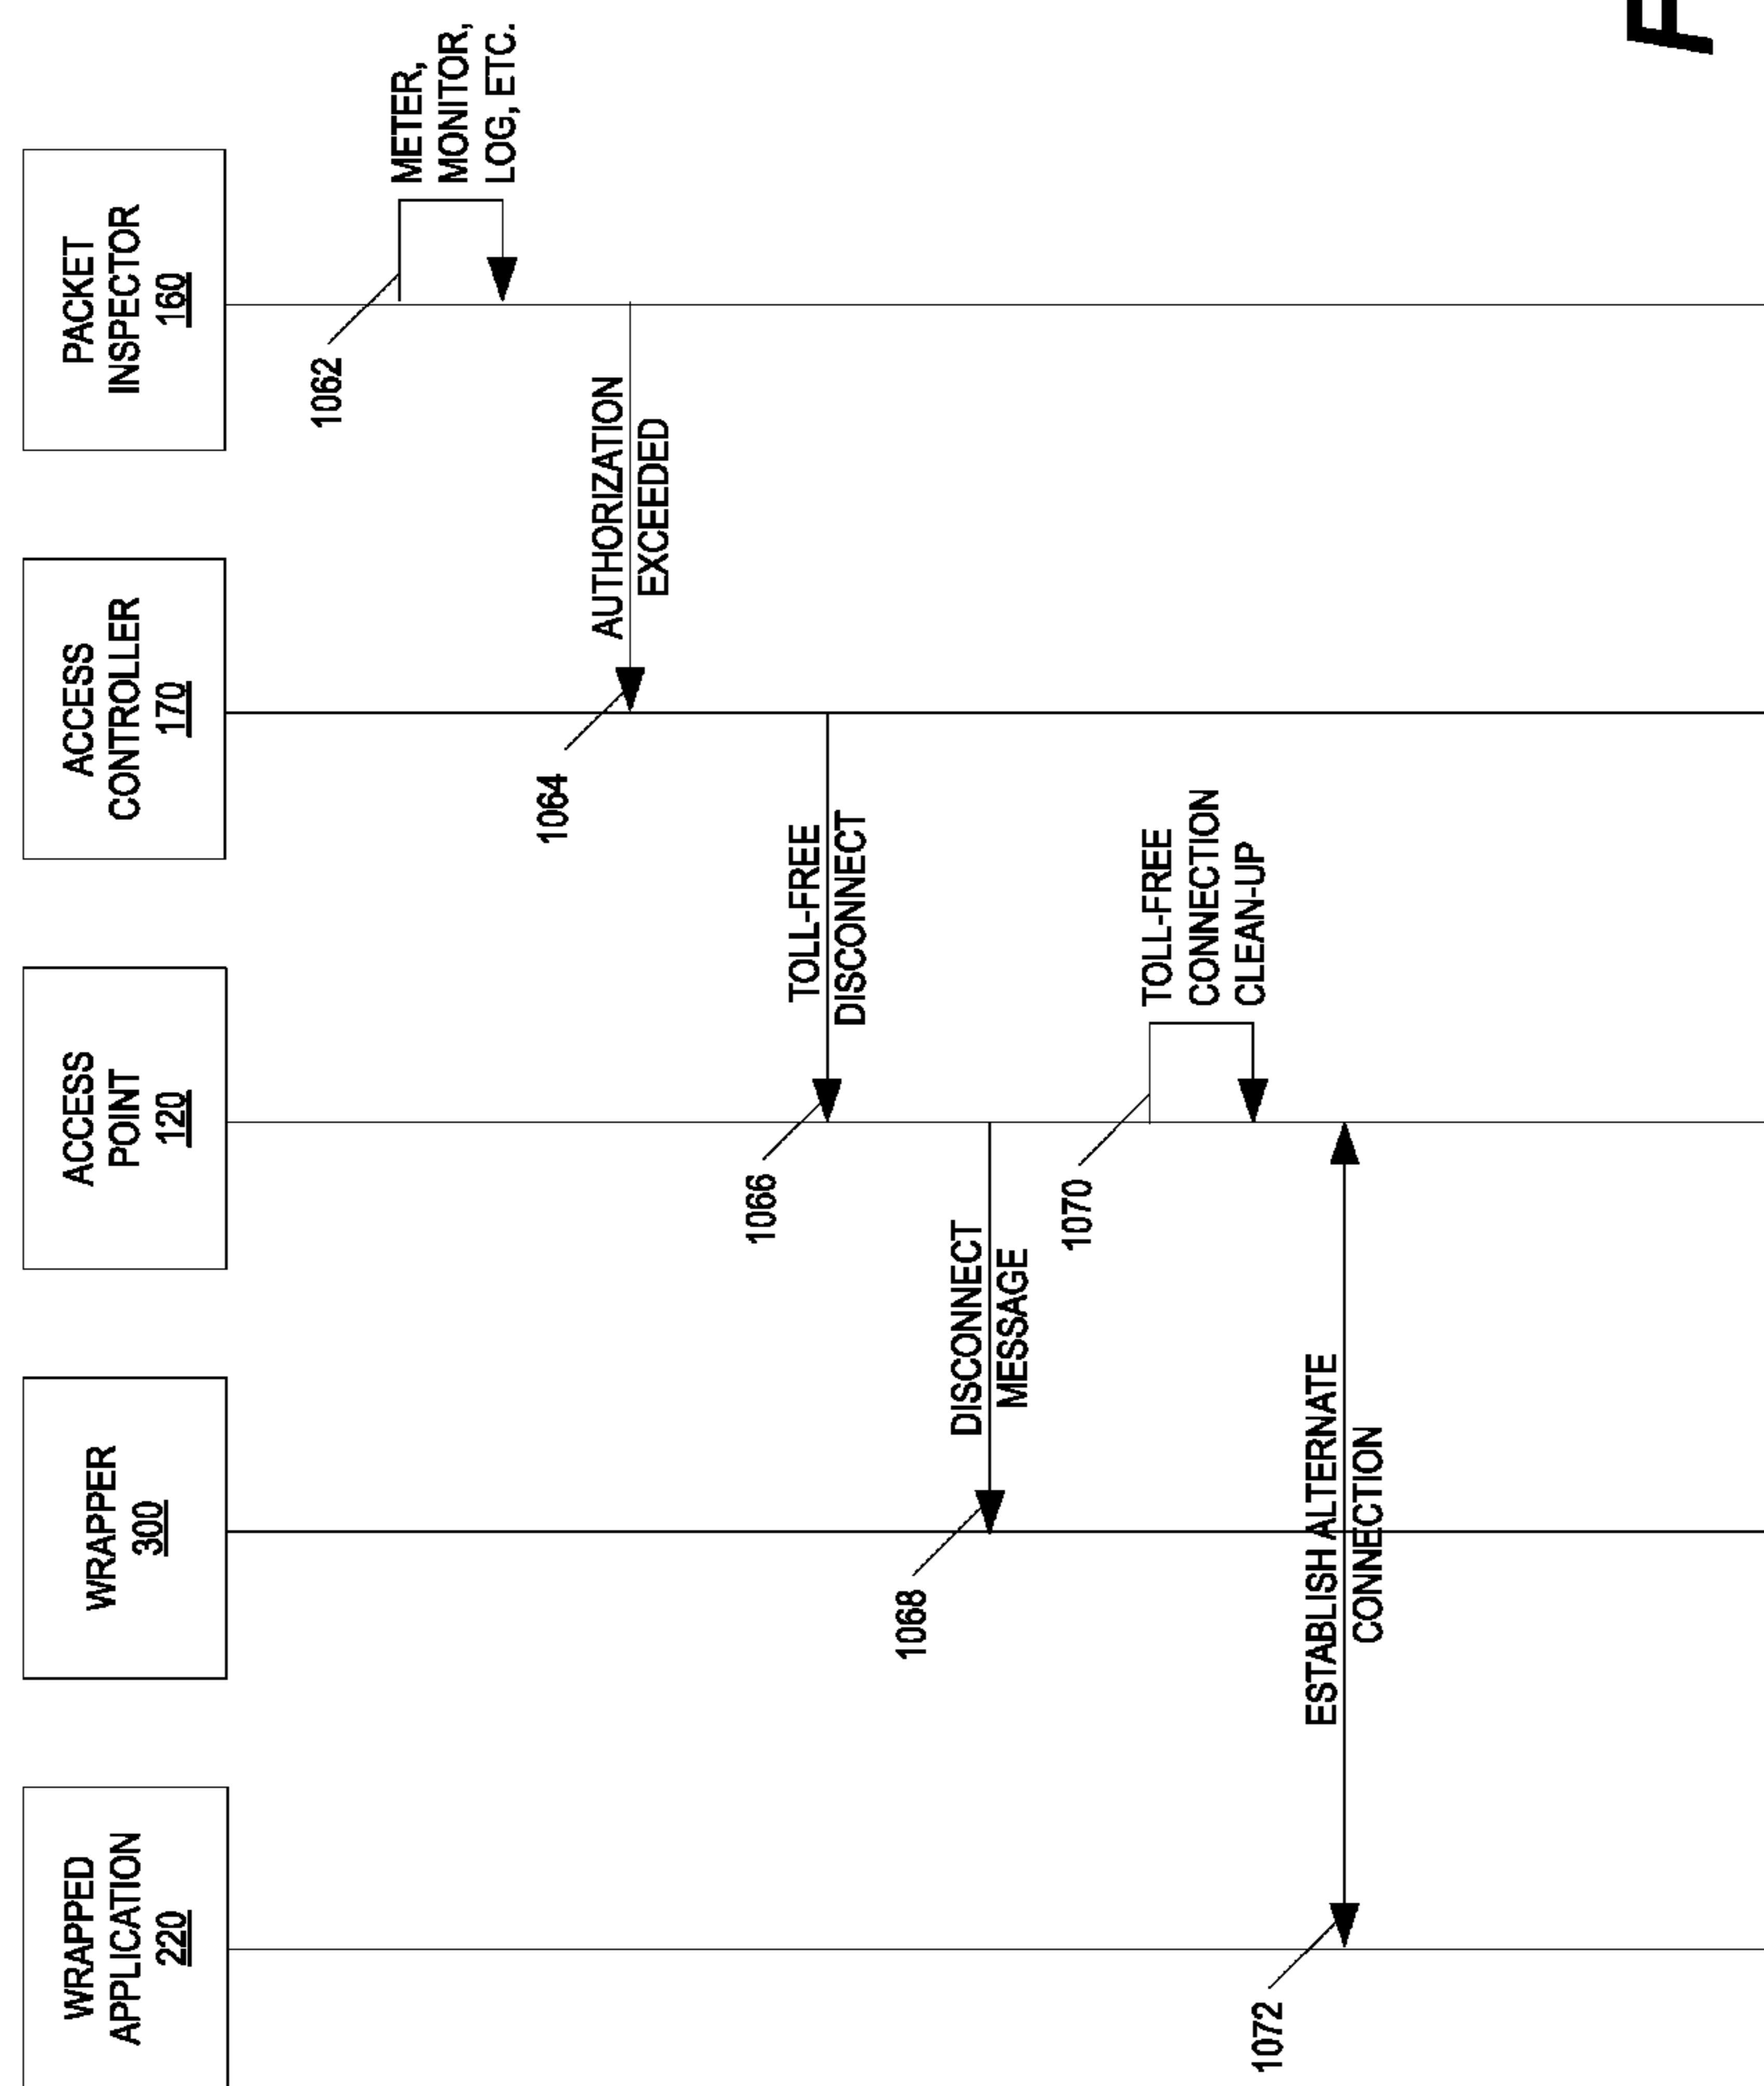 WRAPPED
APPLICATION
220
WRAPPER
300
ACCESS
POINT
120
ACCESS
CONTROLLER
170
PACKET
INSPECTOR
160
1062
METER,
MONITOR,
LOG, ETC.
1064
AUTHORIZATION
EXCEEDED
1066
TOLL-FREE
DISCONNECT
1068
DISCONNECT
MESSAGE
1070
TOLL-FREE
CONNECTION
CLEAN-UP
1072
ESTABLISH ALTERNATE
CONNECTION